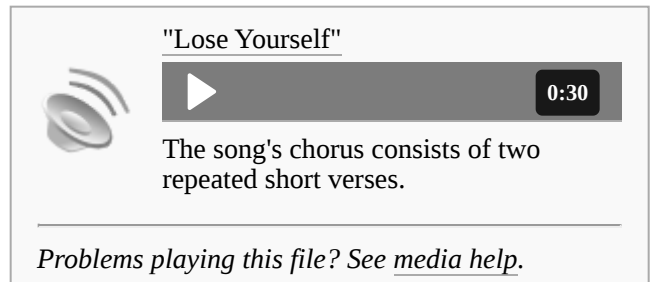 "Lose Yourself"
0:30
The song's chorus consists of two
repeated short verses.
Problems playing this file? See media help.